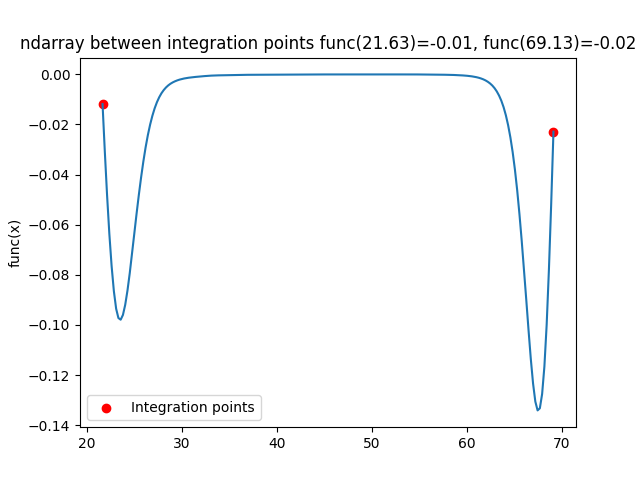 ndarray between integration points func(21.63)=-0.01, func(69.13)=-0.02
0.00
−0.02
−0.04
−0.06
func(x)
−0.08
−0.10
−0.12
−0.14
Integration points
20 30 40 50 60 70